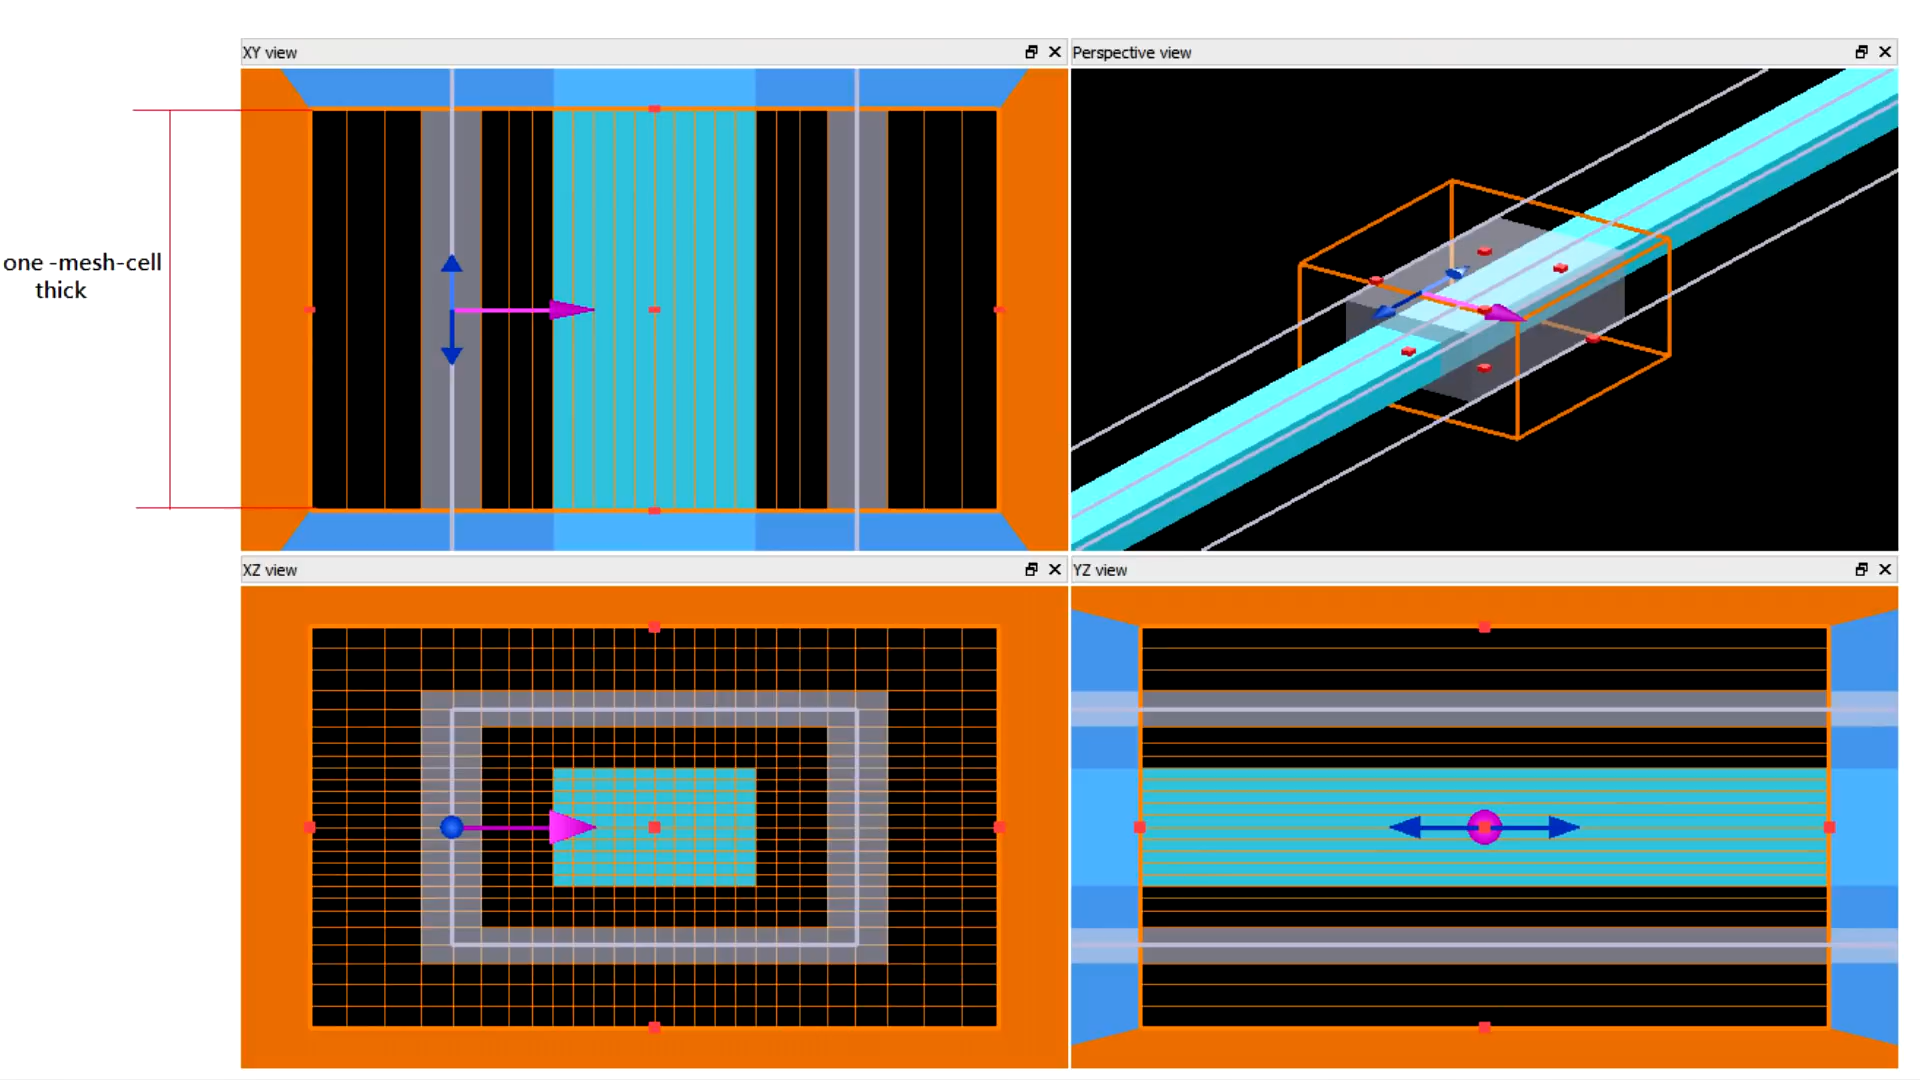 XY view
Perspective view
one -mesh-cell
thick
XZ view
YZ view